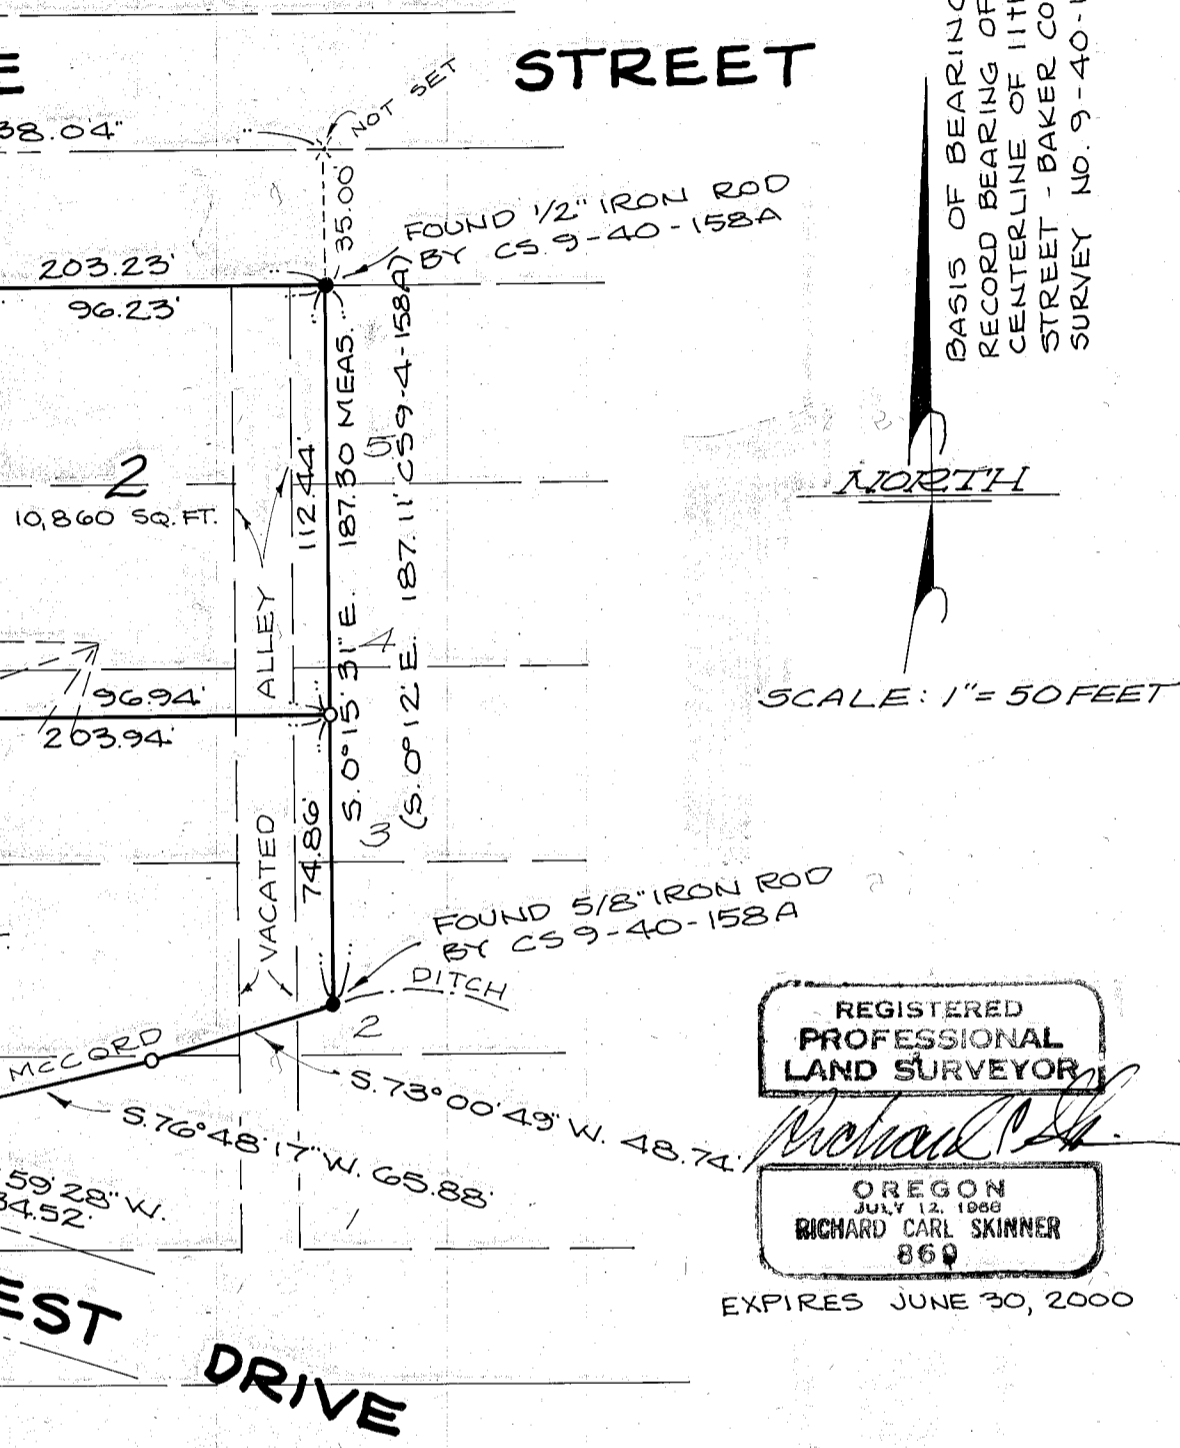 STREET
38.04"
NOT SET
35.00'
FOUND 1/2" IRON ROD
BY CS 9-40-158A
203.23'
96.23'
BASIS OF BEARING
RECORD BEARING OF
CENTERLINE OF 11TH
STREET - BAKER CO
SURVEY NO. 9-40-
2
10,860 SQ. FT.
112.44'
S. 0°15'31" E. 187.30 MEAS.
(S. 0°12' E. 187.11' CS 9-4-158A)
5
4
3
ALLEY
VACATED
NORTH
SCALE: 1" = 50 FEET
96.94'
203.94'
74.86'
FOUND 5/8" IRON ROD
BY CS 9-40-158A
DITCH
2
McCORD
S. 73°00'49" W. 48.74'
S. 76°48'17" W. 65.88'
59'28" W.
34.52'
1
REGISTERED
PROFESSIONAL
LAND SURVEYOR
OREGON
JULY 12, 1968
RICHARD CARL SKINNER
869
EXPIRES JUNE 30, 2000
EST DRIVE